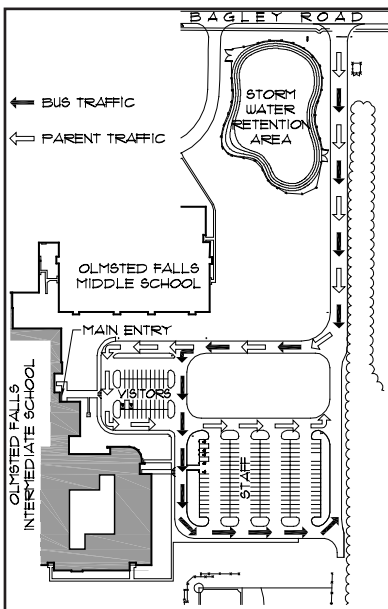 BAGLEY ROAD
STORM
WATER
RETENTION
AREA
BUS TRAFFIC
PARENT TRAFFIC
OLMSTED FALLS
MIDDLE SCHOOL
MAIN ENTRY
VISITORS
OLMSTED FALLS
INTERMEDIATE SCHOOL
STAFF